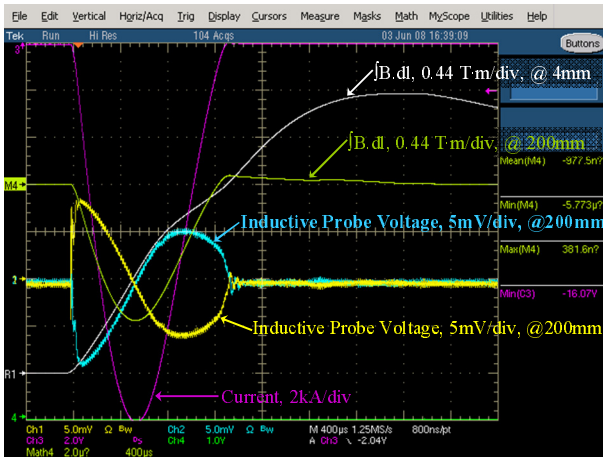 File Edit Vertical Horiz/Acq Trig Display Cursors Measure Masks Math MyScope Utilities Help
Tek Run Hi Res 104 Acqs 03 Jun 08 16:39:09
Buttons
3
∫B.dl, 0.44 T·m/div, @ 4mm
∫B.dl, 0.44 T·m/div, @ 200mm
Mean(M4) -977.5n?
M4
Min(M4) -5.773µ?
Inductive Probe Voltage, 5mV/div, @200mm
Max(M4) 381.6n?
2
Min(C3) -16.07V
Inductive Probe Voltage, 5mV/div, @200mm
R1
Current, 2kA/div
4
Ch1 5.0mV Ω Bw Ch2 5.0mV Ω Bw M 400µs 1.25MS/s 800ns/pt
Ch3 2.0V Ch4 1.0V A Ch3 \ -2.04V
Math4 2.0µ? 400µs